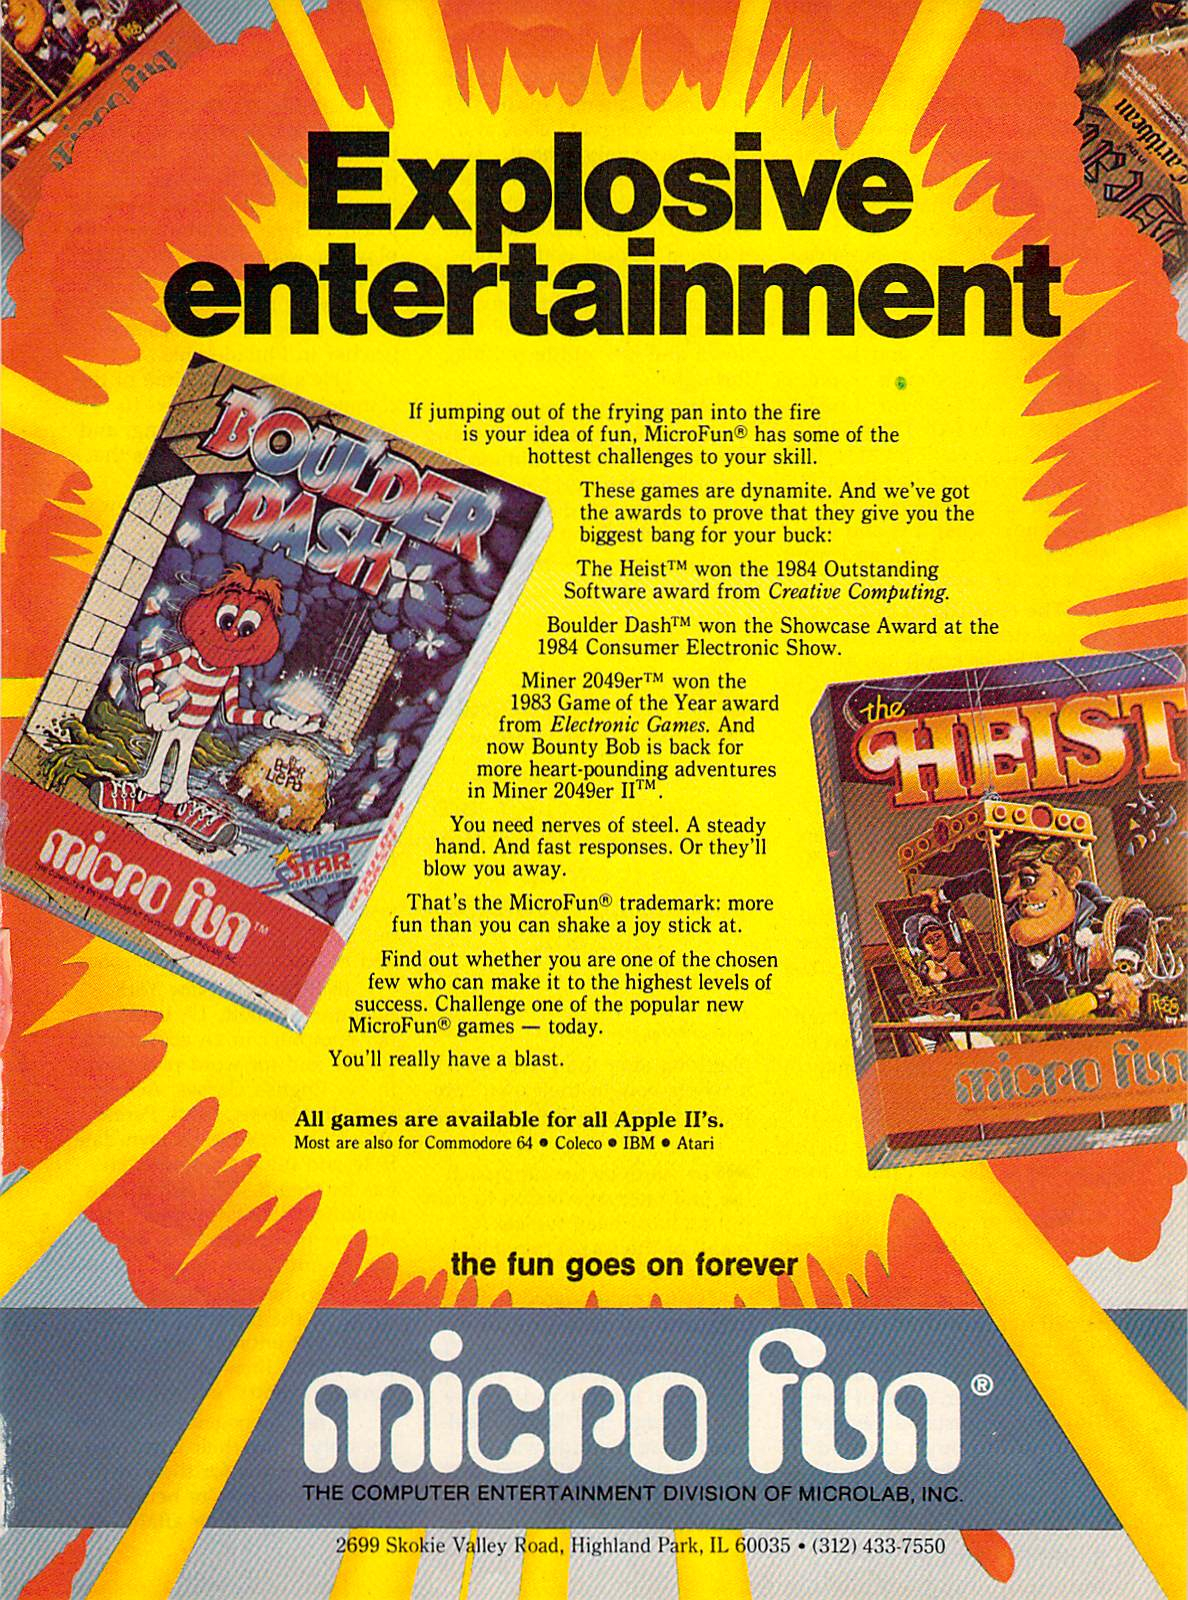 micro fun
Caribbean
Explosive
entertainment
If jumping out of the frying pan into the fire
is your idea of fun, MicroFun® has some of the
hottest challenges to your skill.
These games are dynamite. And we've got
the awards to prove that they give you the
biggest bang for your buck:
The Heist™ won the 1984 Outstanding
Software award from Creative Computing.
Boulder Dash™ won the Showcase Award at the
1984 Consumer Electronic Show.
Miner 2049er™ won the
1983 Game of the Year award
from Electronic Games. And
now Bounty Bob is back for
more heart-pounding adventures
in Miner 2049er II™.
You need nerves of steel. A steady
hand. And fast responses. Or they'll
blow you away.
That's the MicroFun® trademark: more
fun than you can shake a joy stick at.
Find out whether you are one of the chosen
few who can make it to the highest levels of
success. Challenge one of the popular new
MicroFun® games — today.
You'll really have a blast.
All games are available for all Apple II's.
Most are also for Commodore 64 • Coleco • IBM • Atari
BOULDER
DASH™
FIRST
STAR
SOFTWARE
micro fun™
the
HEIST
micro fun
the fun goes on forever
micro fun®
THE COMPUTER ENTERTAINMENT DIVISION OF MICROLAB, INC.
2699 Skokie Valley Road, Highland Park, IL 60035 • (312) 433-7550